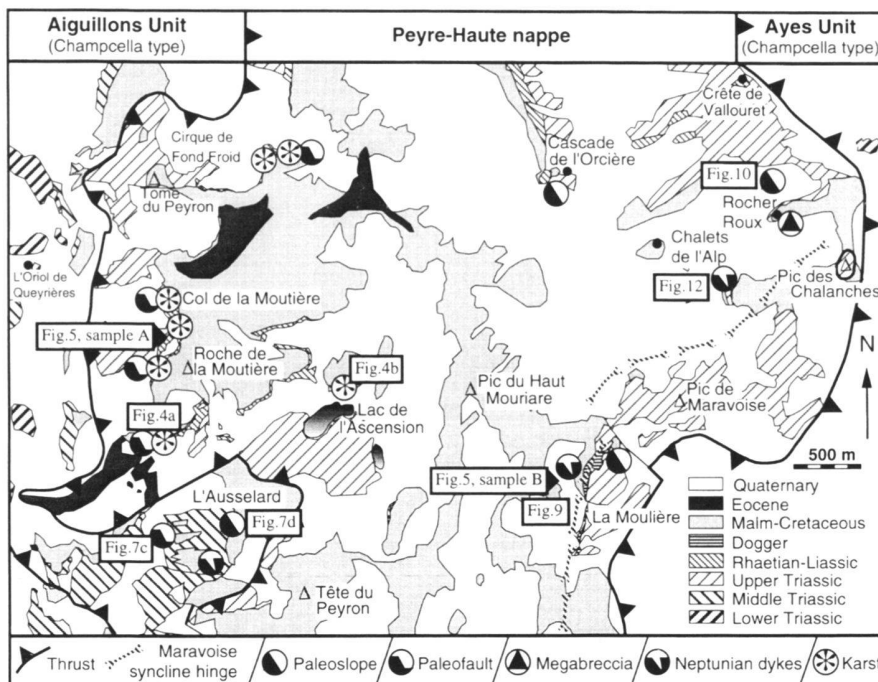 Aiguillons Unit
(Champcella type)
Peyre-Haute nappe
Ayes Unit
(Champcella type)
Crête de
Vallouret
Cirque de
Fond Froid
Cascade
de l'Orcière
Fig.10
Tome
du Peyron
Rocher
Roux
L'Oriol de
Queyrières
Chalets
de l'Alp
Pic des
Chalanches
Col de la Moutière
Fig.12
Fig.5, sample A
Roche de
la Moutière
Fig.4b
N
Pic du Haut
Mouriare
Pic de
Maravoise
Fig.4a
Lac de
l'Ascension
500 m
L'Ausselard
Fig.5, sample B
Fig.7d
Fig.9
La Moulière
Fig.7c
Tête du
Peyron
Quaternary
Eocene
Malm-Cretaceous
Dogger
Rhaetian-Liassic
Upper Triassic
Middle Triassic
Lower Triassic
Thrust
Maravoise
syncline hinge
Paleoslope
Paleofault
Megabreccia
Neptunian dykes
Karst